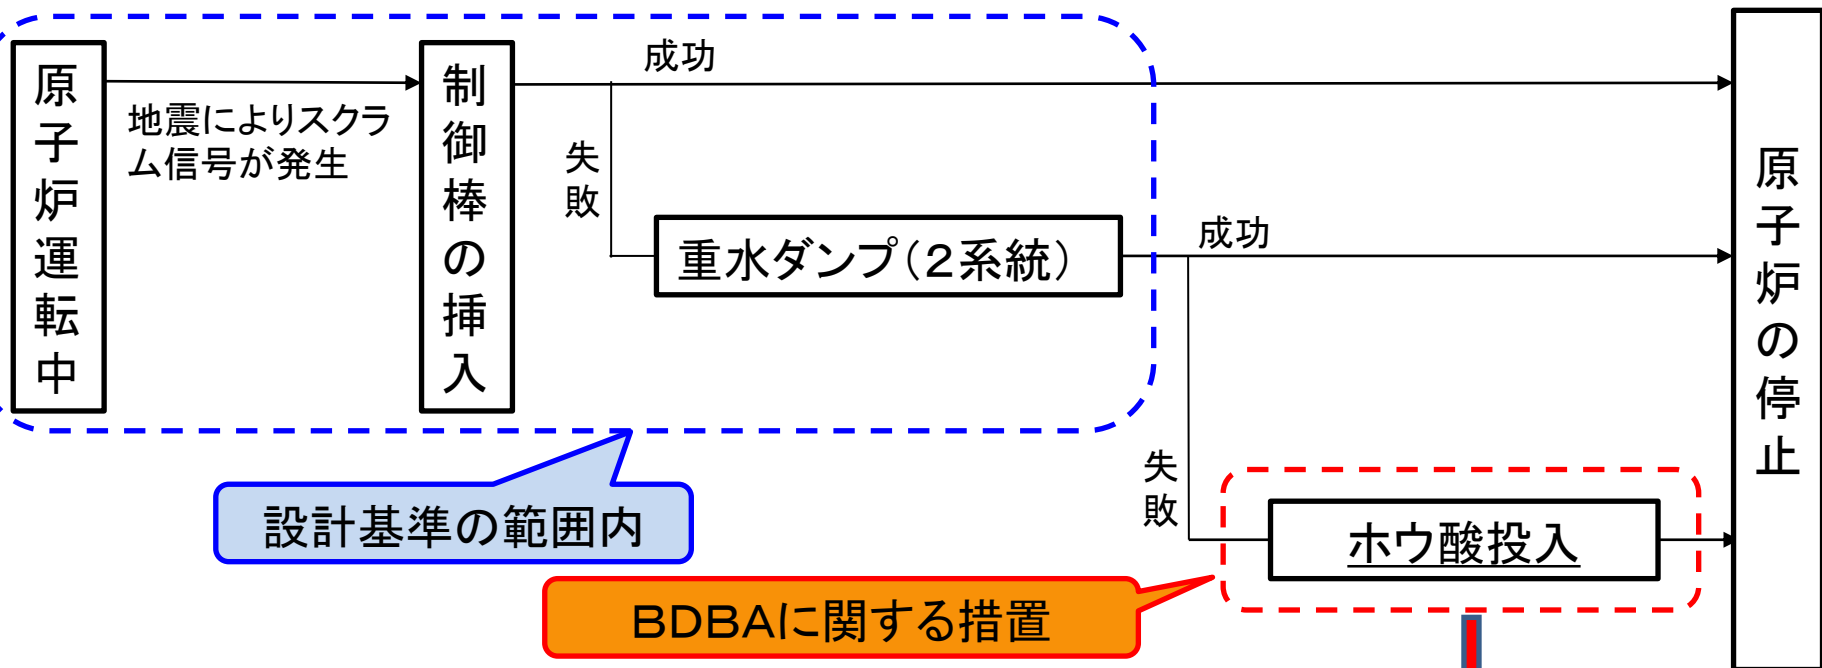 原子炉運転中
地震によりスクラ
ム信号が発生
制御棒の挿入
成功
失敗
重水ダンプ（２系統）
成功
失敗
ホウ酸投入
原子炉の停止
設計基準の範囲内
ＢＤＢＡに関する措置